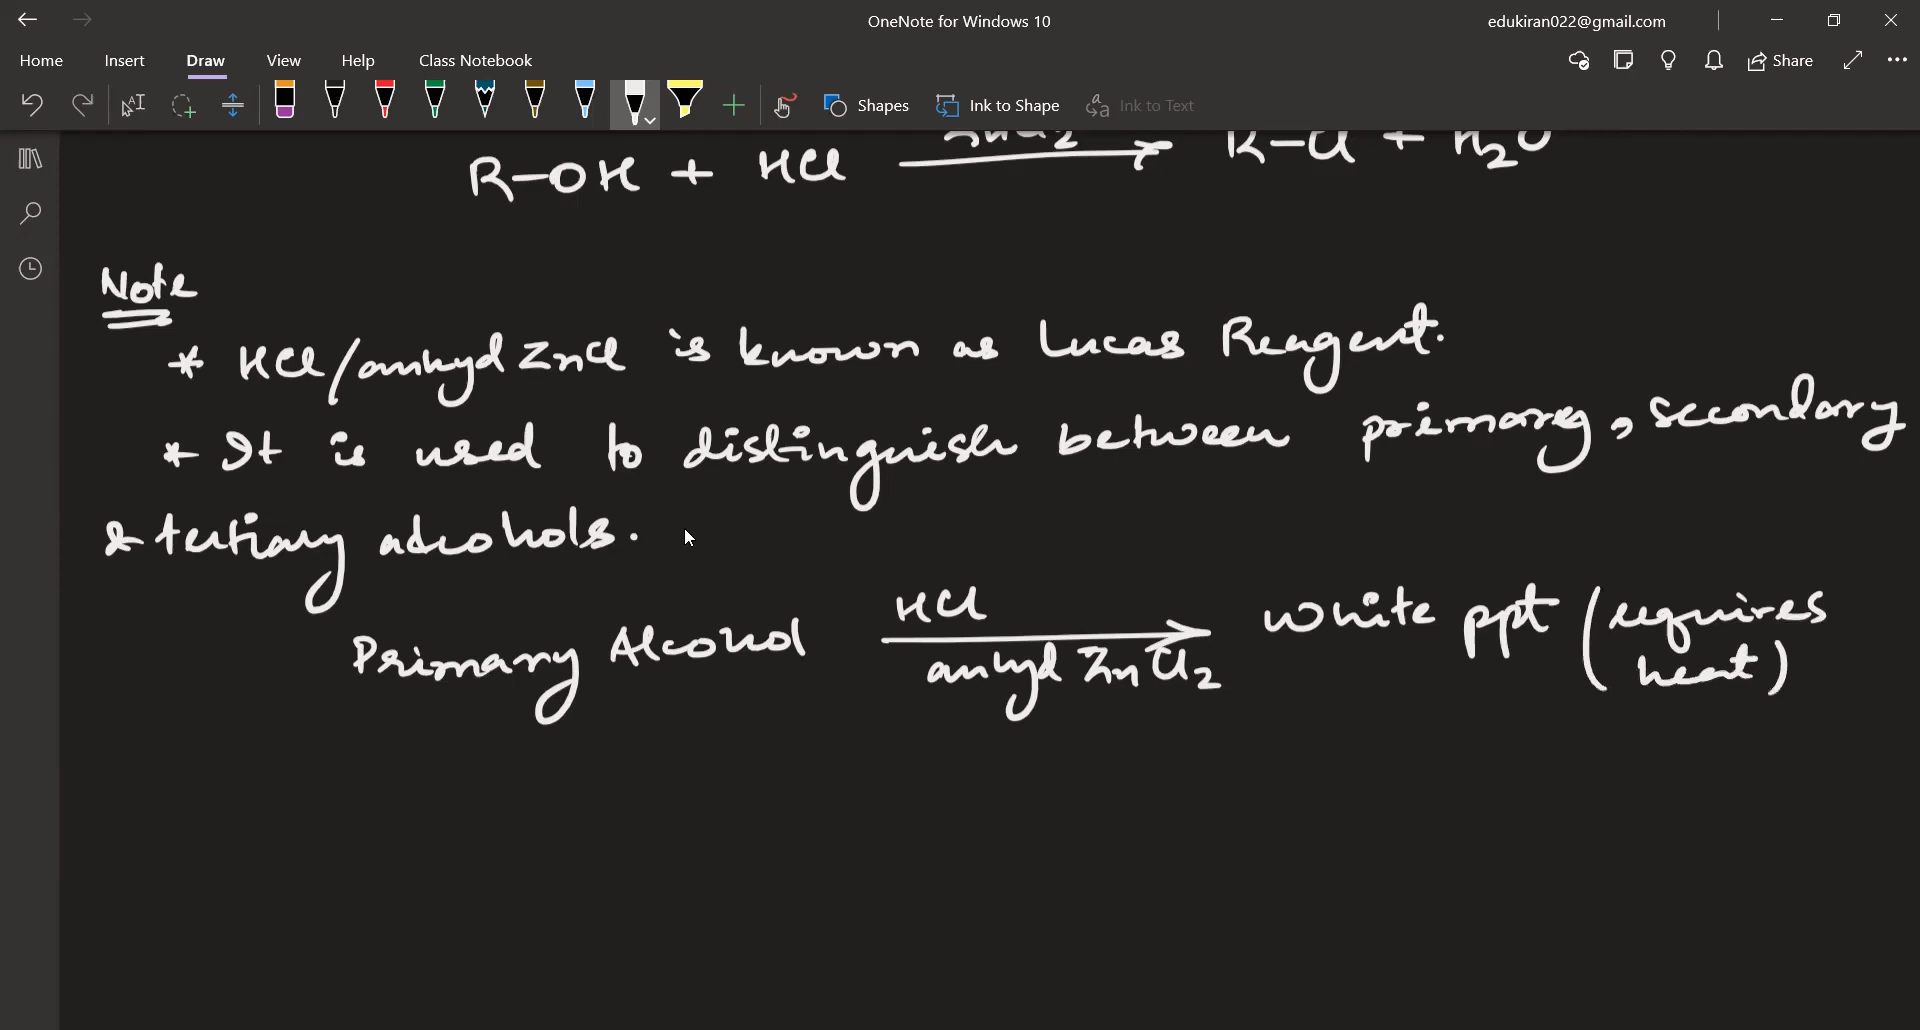 OneNote for Windows 10
edukiran022@gmail.com
Home Insert Draw View Help Class Notebook
Share
Shapes Ink to Shape Ink to Text
R-OH + HCl ZnCl2 R-Cl + H2O
Note
* HCl/anhyd ZnCl is known as Lucas Reagent.
* It is used to distinguish between primary, secondary
& tertiary alcohols.
HCl
Primary Alcohol white ppt (requires
anhyd ZnCl2 heat)